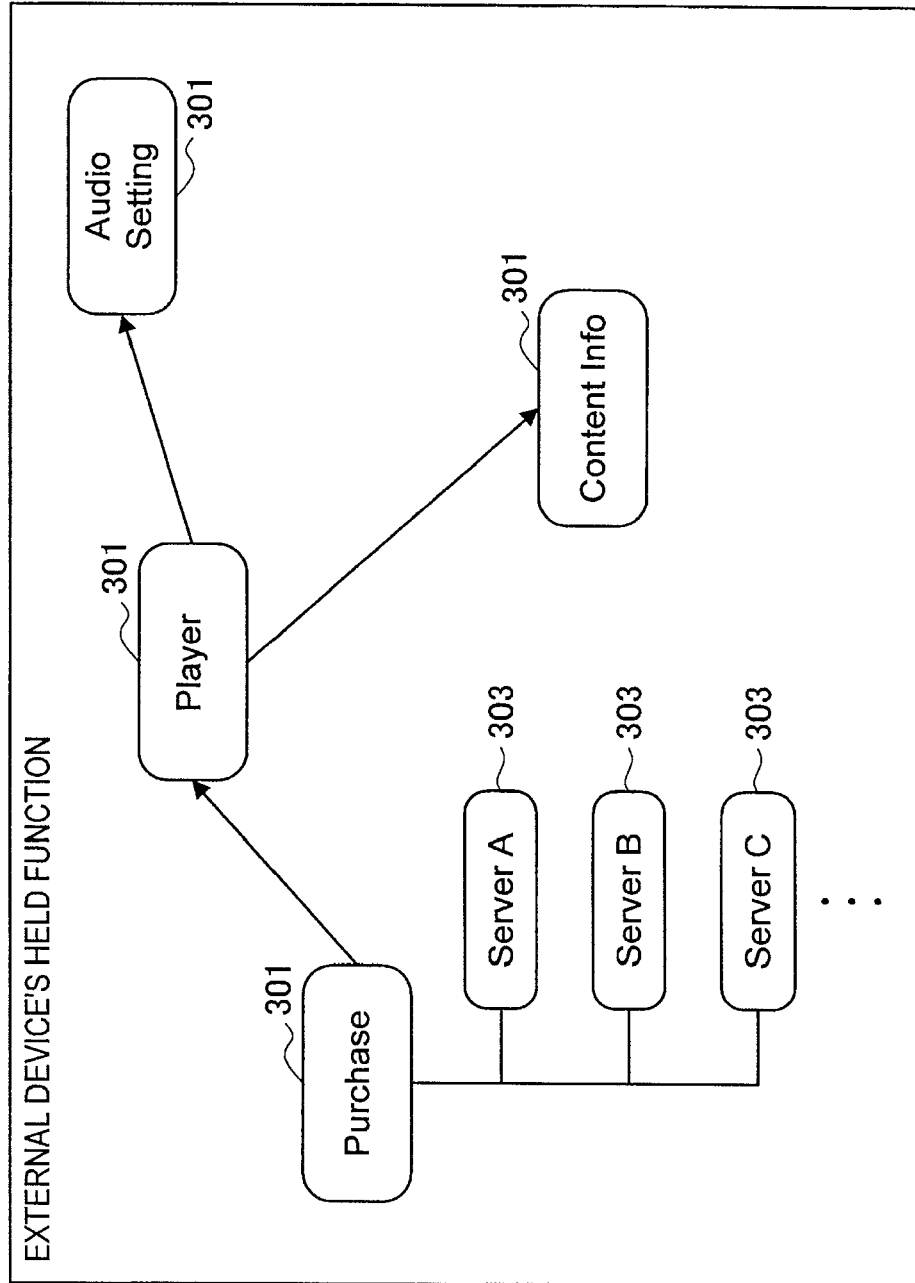 EXTERNAL DEVICE'S HELD FUNCTION
301
Purchase
301
Player
301
Audio
Setting
301
Content Info
Server A
303
Server B
303
Server C
303
. . .